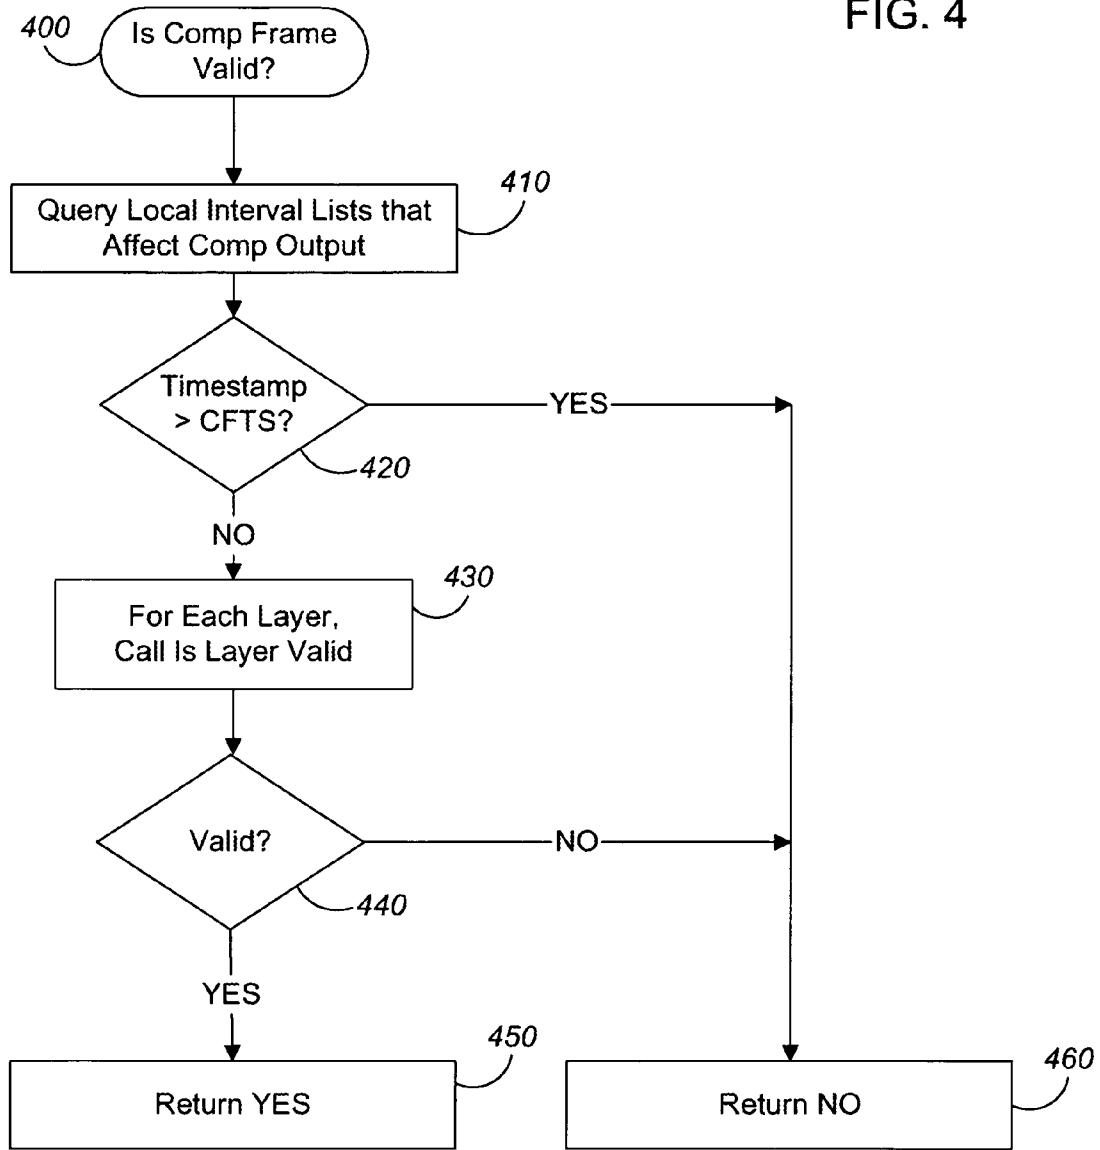 FIG. 4
400
Is Comp Frame
Valid?
410
Query Local Interval Lists that
Affect Comp Output
Timestamp
> CFTS?
YES
420
NO
430
For Each Layer,
Call Is Layer Valid
Valid?
NO
440
YES
450
Return YES
460
Return NO